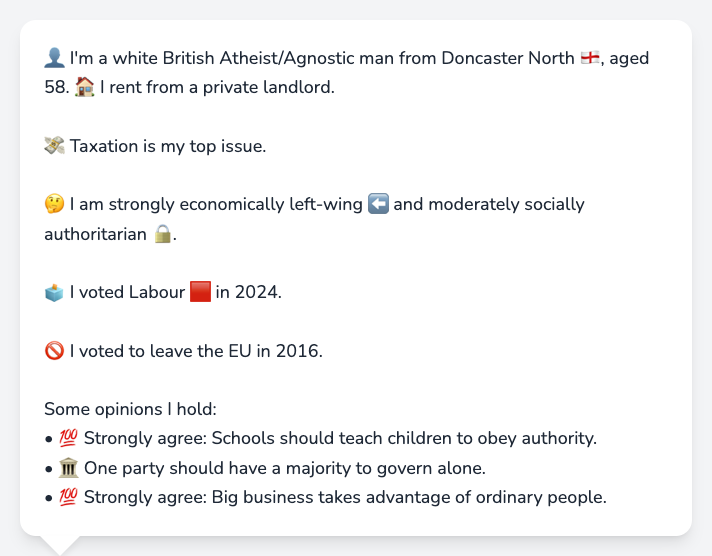 👤 I'm a white British Atheist/Agnostic man from Doncaster North 🏴󠁧󠁢󠁥󠁮󠁧󠁿, aged
58. 🏠 I rent from a private landlord.
💸 Taxation is my top issue.
🤔 I am strongly economically left-wing ⬅️ and moderately socially
authoritarian 🔒.
🗳️ I voted Labour 🟥 in 2024.
🚫 I voted to leave the EU in 2016.
Some opinions I hold:
• 💯 Strongly agree: Schools should teach children to obey authority.
• 🏛️ One party should have a majority to govern alone.
• 💯 Strongly agree: Big business takes advantage of ordinary people.